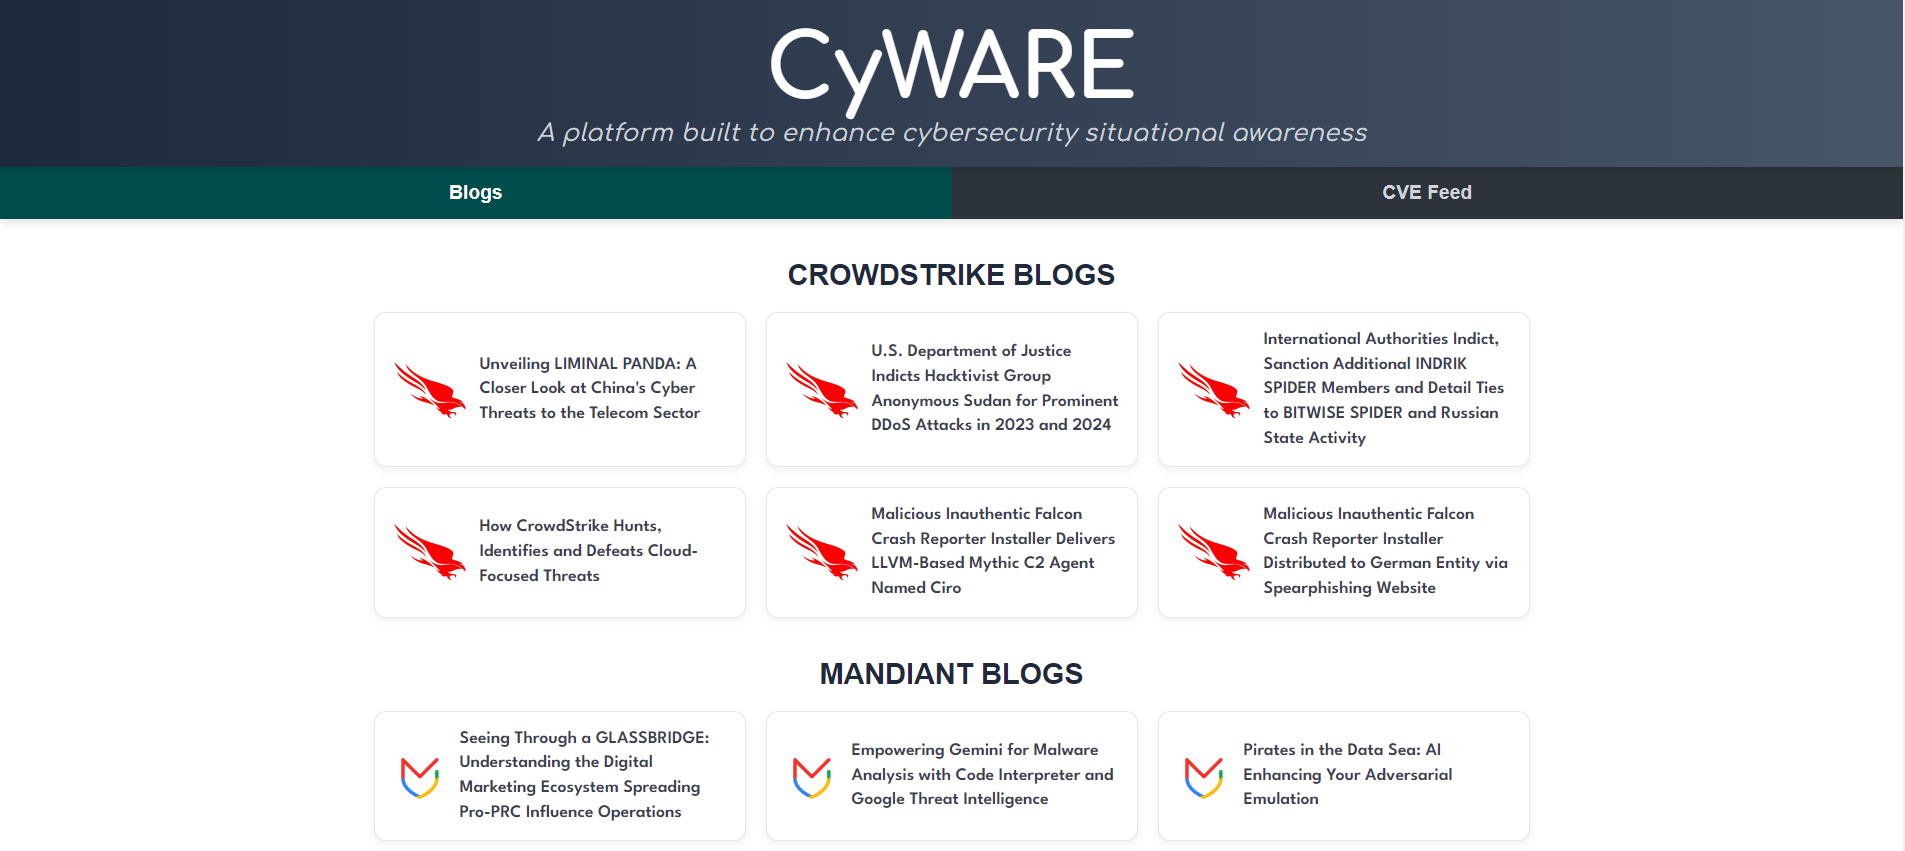 CyWARE
A platform built to enhance cybersecurity situational awareness
Blogs
CVE Feed
CROWDSTRIKE BLOGS
Unveiling LIMINAL PANDA: A
Closer Look at China's Cyber
Threats to the Telecom Sector
U.S. Department of Justice
Indicts Hacktivist Group
Anonymous Sudan for Prominent
DDoS Attacks in 2023 and 2024
International Authorities Indict,
Sanction Additional INDRIK
SPIDER Members and Detail Ties
to BITWISE SPIDER and Russian
State Activity
How CrowdStrike Hunts,
Identifies and Defeats Cloud-
Focused Threats
Malicious Inauthentic Falcon
Crash Reporter Installer Delivers
LLVM-Based Mythic C2 Agent
Named Ciro
Malicious Inauthentic Falcon
Crash Reporter Installer
Distributed to German Entity via
Spearphishing Website
MANDIANT BLOGS
Seeing Through a GLASSBRIDGE:
Understanding the Digital
Marketing Ecosystem Spreading
Pro-PRC Influence Operations
Empowering Gemini for Malware
Analysis with Code Interpreter and
Google Threat Intelligence
Pirates in the Data Sea: AI
Enhancing Your Adversarial
Emulation